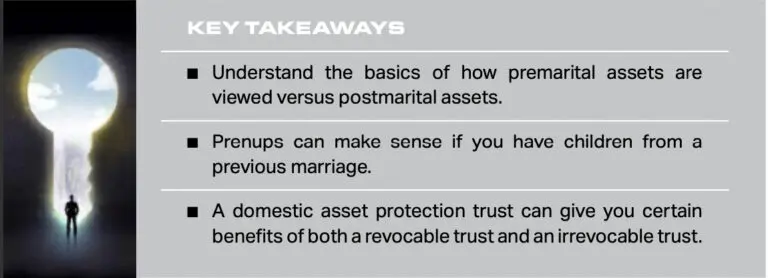 KEY TAKEAWAYS
■ Understand the basics of how premarital assets are
viewed versus postmarital assets.
■ Prenups can make sense if you have children from a
previous marriage.
■ A domestic asset protection trust can give you certain
benefits of both a revocable trust and an irrevocable trust.